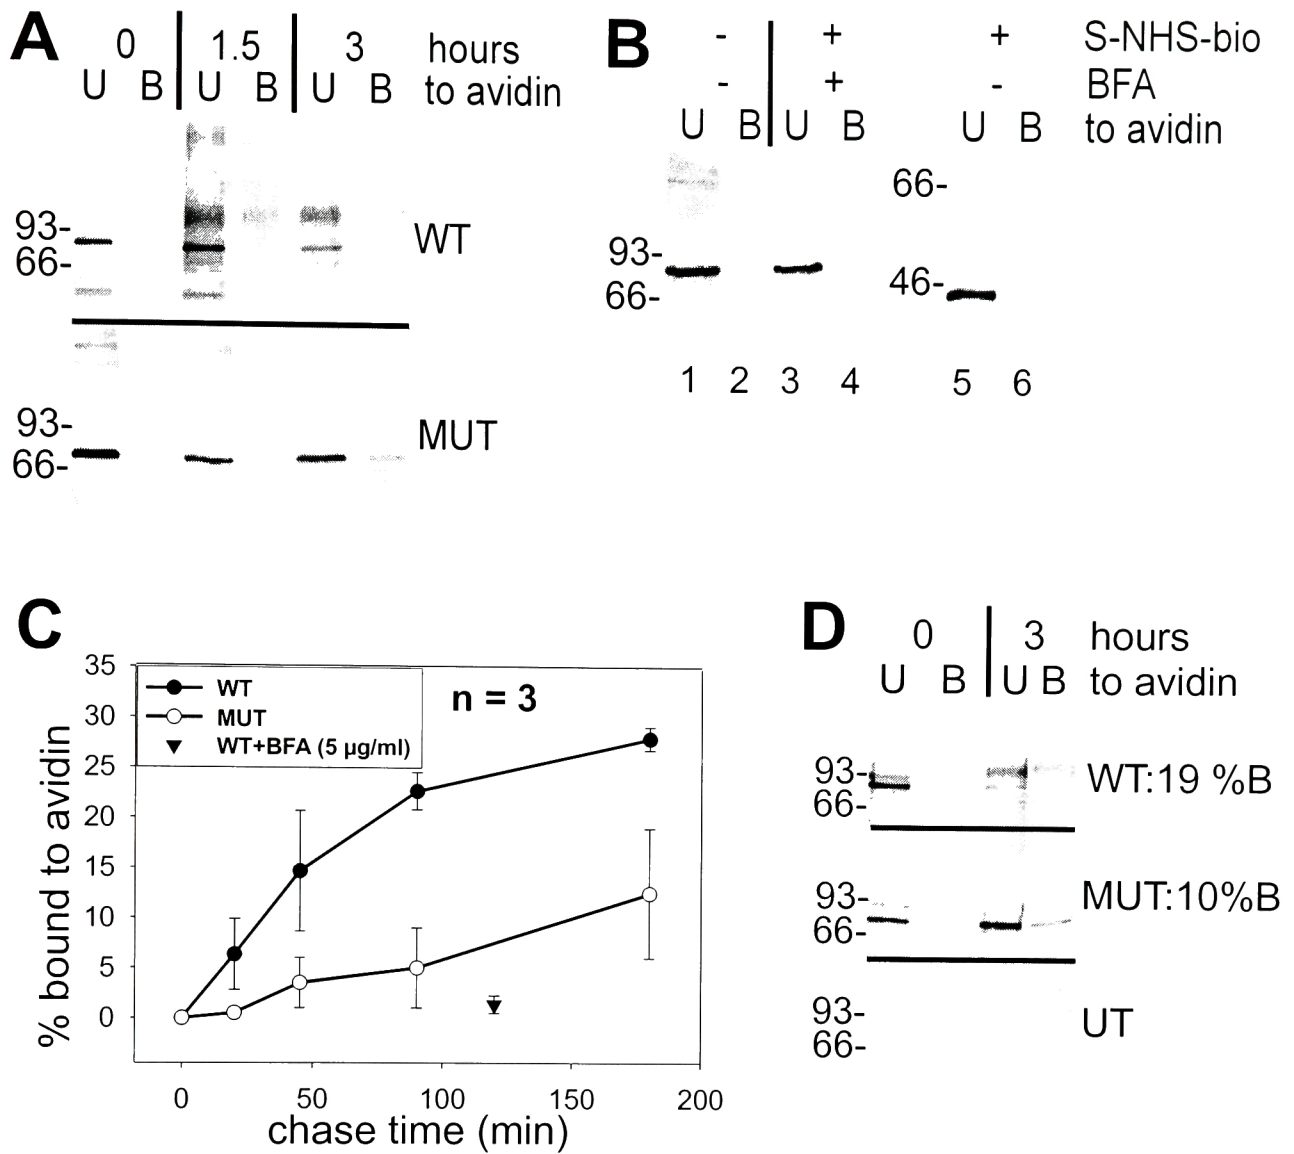 A
0 1.5 3 hours
U B U B U B to avidin
93-
66-
WT
93-
66-
MUT
B
- + + S-NHS-bio
- + - BFA
U B U B U B to avidin
66-
93-
66-
46-
1 2 3 4 5 6
C
35
30
25
20
15
10
5
0
% bound to avidin
WT
MUT
WT+BFA (5 µg/ml)
n = 3
0 50 100 150 200
chase time (min)
D
0 3 hours
U B U B to avidin
93-
66-
WT:19 %B
93-
66-
MUT:10%B
93-
66-
UT